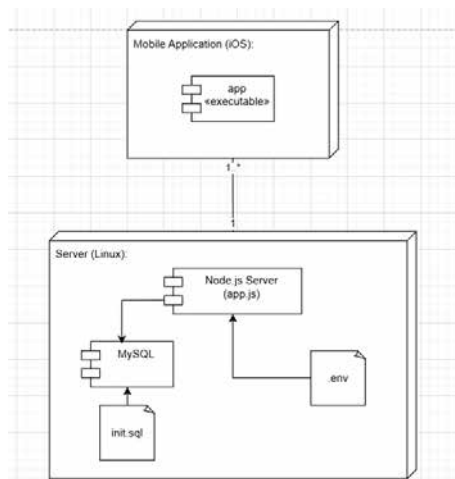 Mobile Application (iOS):
app
«executable»
1..*
1
Server (Linux):
Node.js Server
(app.js)
MySQL
.env
init.sql